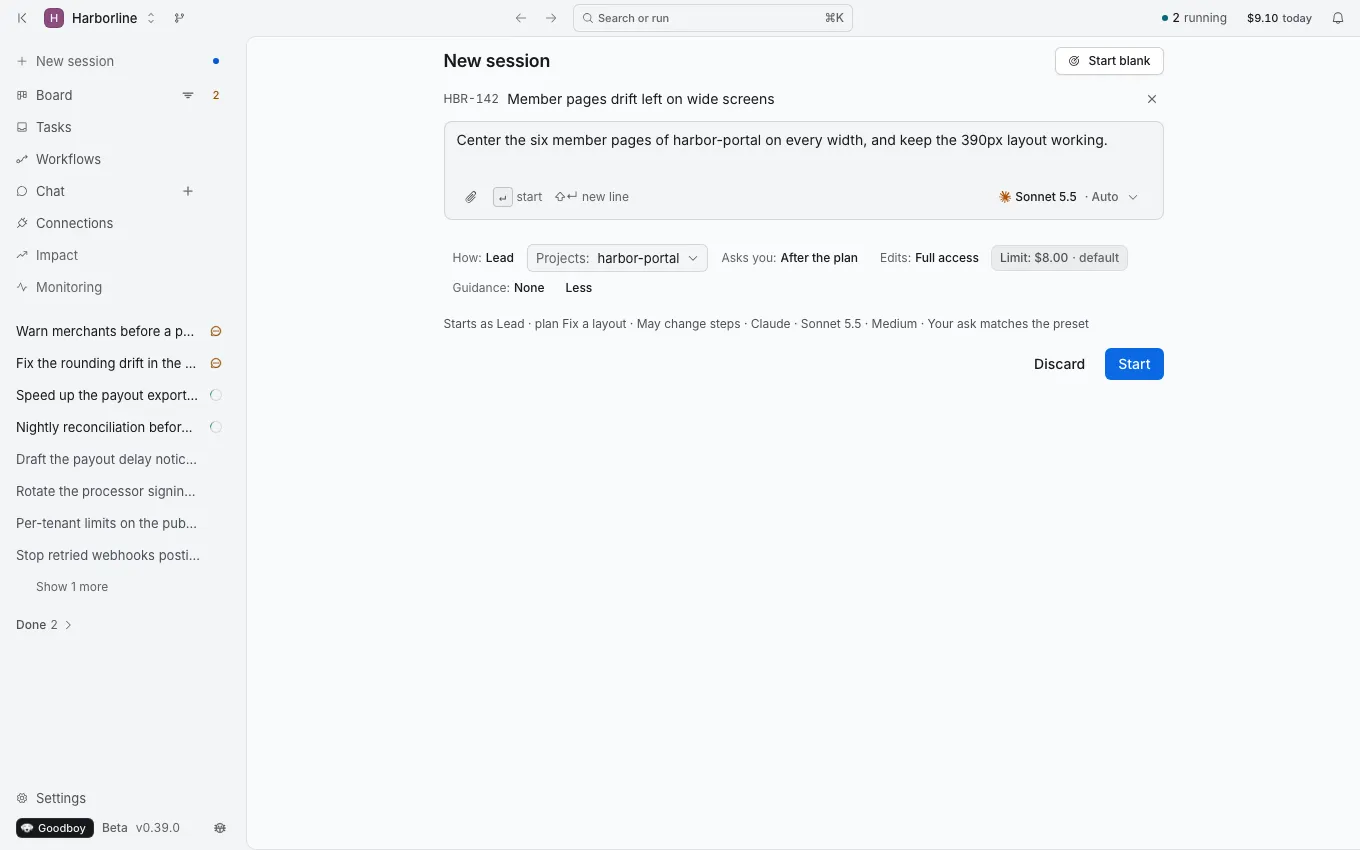 H Harborline
Search or run ⌘K
2 running $9.10 today
New session
Board 2
Tasks
Workflows
Chat
Connections
Impact
Monitoring
Warn merchants before a p...
Fix the rounding drift in the ...
Speed up the payout export...
Nightly reconciliation befor...
Draft the payout delay notic...
Rotate the processor signin...
Per-tenant limits on the pub...
Stop retried webhooks posti...
Show 1 more
Done 2
Settings
Goodboy Beta v0.39.0
New session
Start blank
HBR-142 Member pages drift left on wide screens
Center the six member pages of harbor-portal on every width, and keep the 390px layout working.
↵ start ⇧↵ new line
Sonnet 5.5 · Auto
How: Lead Projects: harbor-portal Asks you: After the plan Edits: Full access Limit: $8.00 · default
Guidance: None Less
Starts as Lead · plan Fix a layout · May change steps · Claude · Sonnet 5.5 · Medium · Your ask matches the preset
Discard Start